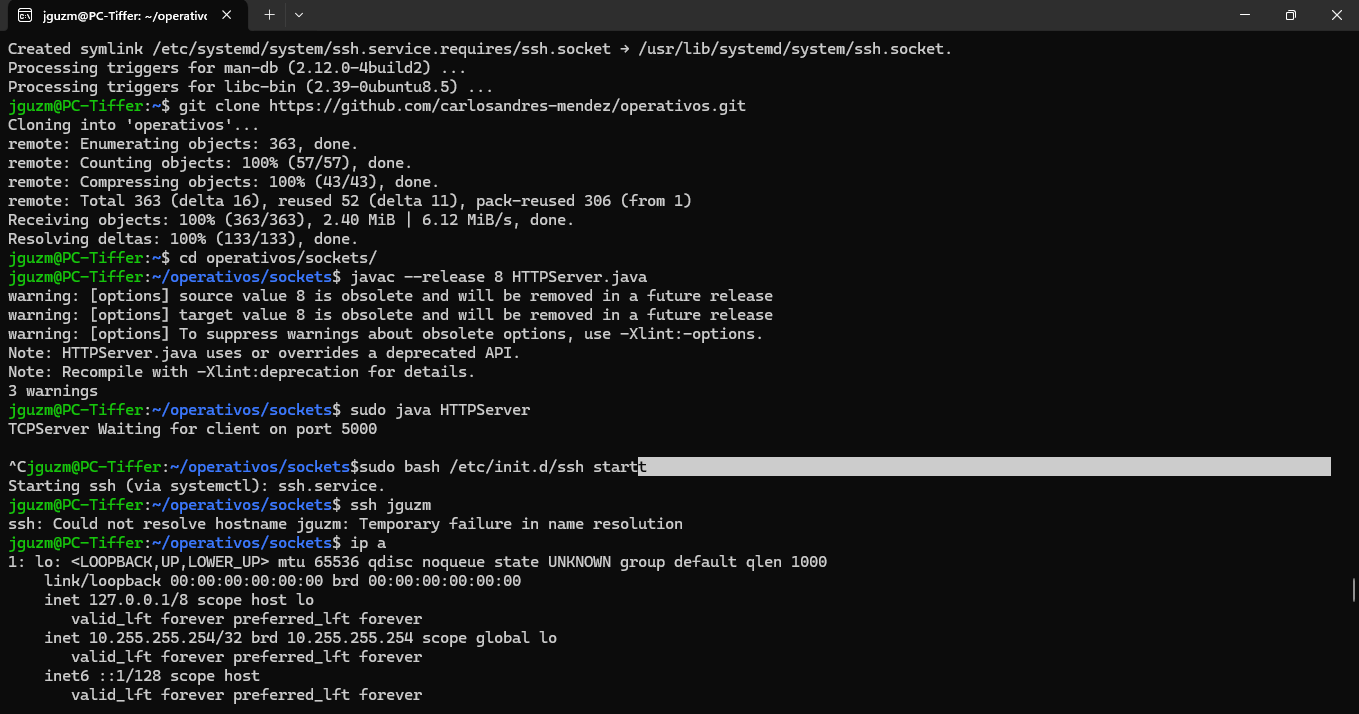 jguzm@PC-Tiffer: ~/operativo
Created symlink /etc/systemd/system/ssh.service.requires/ssh.socket → /usr/lib/systemd/system/ssh.socket.
Processing triggers for man-db (2.12.0-4build2) ...
Processing triggers for libc-bin (2.39-0ubuntu8.5) ...
jguzm@PC-Tiffer:~$ git clone https://github.com/carlosandres-mendez/operativos.git
Cloning into 'operativos'...
remote: Enumerating objects: 363, done.
remote: Counting objects: 100% (57/57), done.
remote: Compressing objects: 100% (43/43), done.
remote: Total 363 (delta 16), reused 52 (delta 11), pack-reused 306 (from 1)
Receiving objects: 100% (363/363), 2.40 MiB | 6.12 MiB/s, done.
Resolving deltas: 100% (133/133), done.
jguzm@PC-Tiffer:~$ cd operativos/sockets/
jguzm@PC-Tiffer:~/operativos/sockets$ javac --release 8 HTTPServer.java
warning: [options] source value 8 is obsolete and will be removed in a future release
warning: [options] target value 8 is obsolete and will be removed in a future release
warning: [options] To suppress warnings about obsolete options, use -Xlint:-options.
Note: HTTPServer.java uses or overrides a deprecated API.
Note: Recompile with -Xlint:deprecation for details.
3 warnings
jguzm@PC-Tiffer:~/operativos/sockets$ sudo java HTTPServer
TCPServer Waiting for client on port 5000
^Cjguzm@PC-Tiffer:~/operativos/sockets$sudo bash /etc/init.d/ssh startt
Starting ssh (via systemctl): ssh.service.
jguzm@PC-Tiffer:~/operativos/sockets$ ssh jguzm
ssh: Could not resolve hostname jguzm: Temporary failure in name resolution
jguzm@PC-Tiffer:~/operativos/sockets$ ip a
1: lo: <LOOPBACK,UP,LOWER_UP> mtu 65536 qdisc noqueue state UNKNOWN group default qlen 1000
    link/loopback 00:00:00:00:00:00 brd 00:00:00:00:00:00
    inet 127.0.0.1/8 scope host lo
       valid_lft forever preferred_lft forever
    inet 10.255.255.254/32 brd 10.255.255.254 scope global lo
       valid_lft forever preferred_lft forever
    inet6 ::1/128 scope host
       valid_lft forever preferred_lft forever